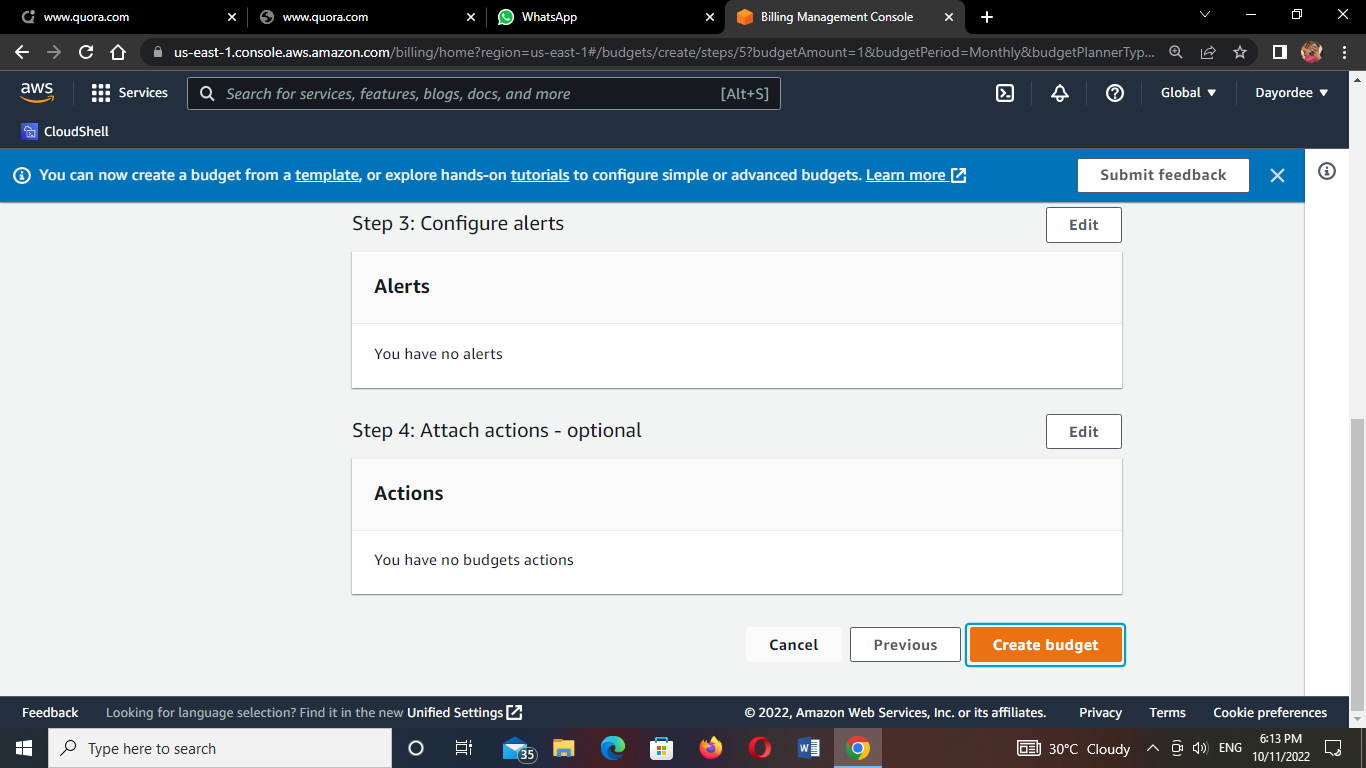 www.quora.com
www.quora.com
WhatsApp
Billing Management Console
us-east-1.console.aws.amazon.com/billing/home?region=us-east-1#/budgets/create/steps/5?budgetAmount=1&budgetPeriod=Monthly&budgetPlannerTyp...
aws
Services
Search for services, features, blogs, docs, and more
[Alt+S]
Global
Dayordee
CloudShell
You can now create a budget from a template, or explore hands-on tutorials to configure simple or advanced budgets. Learn more
Submit feedback
Step 3: Configure alerts
Edit
Alerts
You have no alerts
Step 4: Attach actions - optional
Edit
Actions
You have no budgets actions
Cancel
Previous
Create budget
Feedback
Looking for language selection? Find it in the new Unified Settings
© 2022, Amazon Web Services, Inc. or its affiliates.
Privacy
Terms
Cookie preferences
Type here to search
35
30°C Cloudy
ENG
6:13 PM
10/11/2022